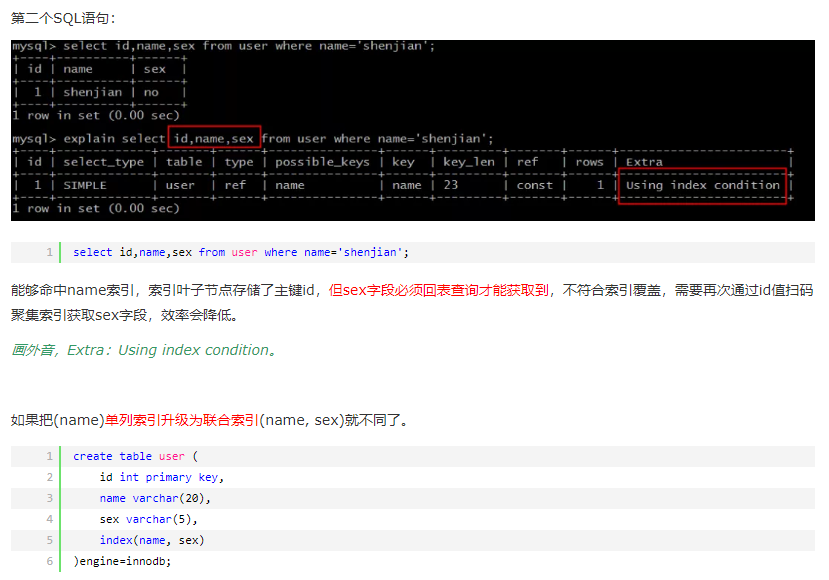 第二个SQL语句：
mysql> select id,name,sex from user where name='shenjian';
+----+----------+------+
| id | name | sex |
+----+----------+------+
| 1 | shenjian | no |
+----+----------+------+
1 row in set (0.00 sec)
mysql> explain select id,name,sex from user where name='shenjian';
+----+-------------+-------+------+---------------+------+---------+-------+------+-----------------------+
| id | select_type | table | type | possible_keys | key | key_len | ref | rows | Extra |
+----+-------------+-------+------+---------------+------+---------+-------+------+-----------------------+
| 1 | SIMPLE | user | ref | name | name | 23 | const | 1 | Using index condition |
+----+-------------+-------+------+---------------+------+---------+-------+------+-----------------------+
1 row in set (0.00 sec)
1 select id,name,sex from user where name='shenjian';
能够命中name索引，索引叶子节点存储了主键id，但sex字段必须回表查询才能获取到，不符合索引覆盖，需要再次通过id值扫码
聚集索引获取sex字段，效率会降低。
画外音，Extra：Using index condition。
如果把(name)单列索引升级为联合索引(name, sex)就不同了。
1 create table user (
2 id int primary key,
3 name varchar(20),
4 sex varchar(5),
5 index(name, sex)
6 )engine=innodb;